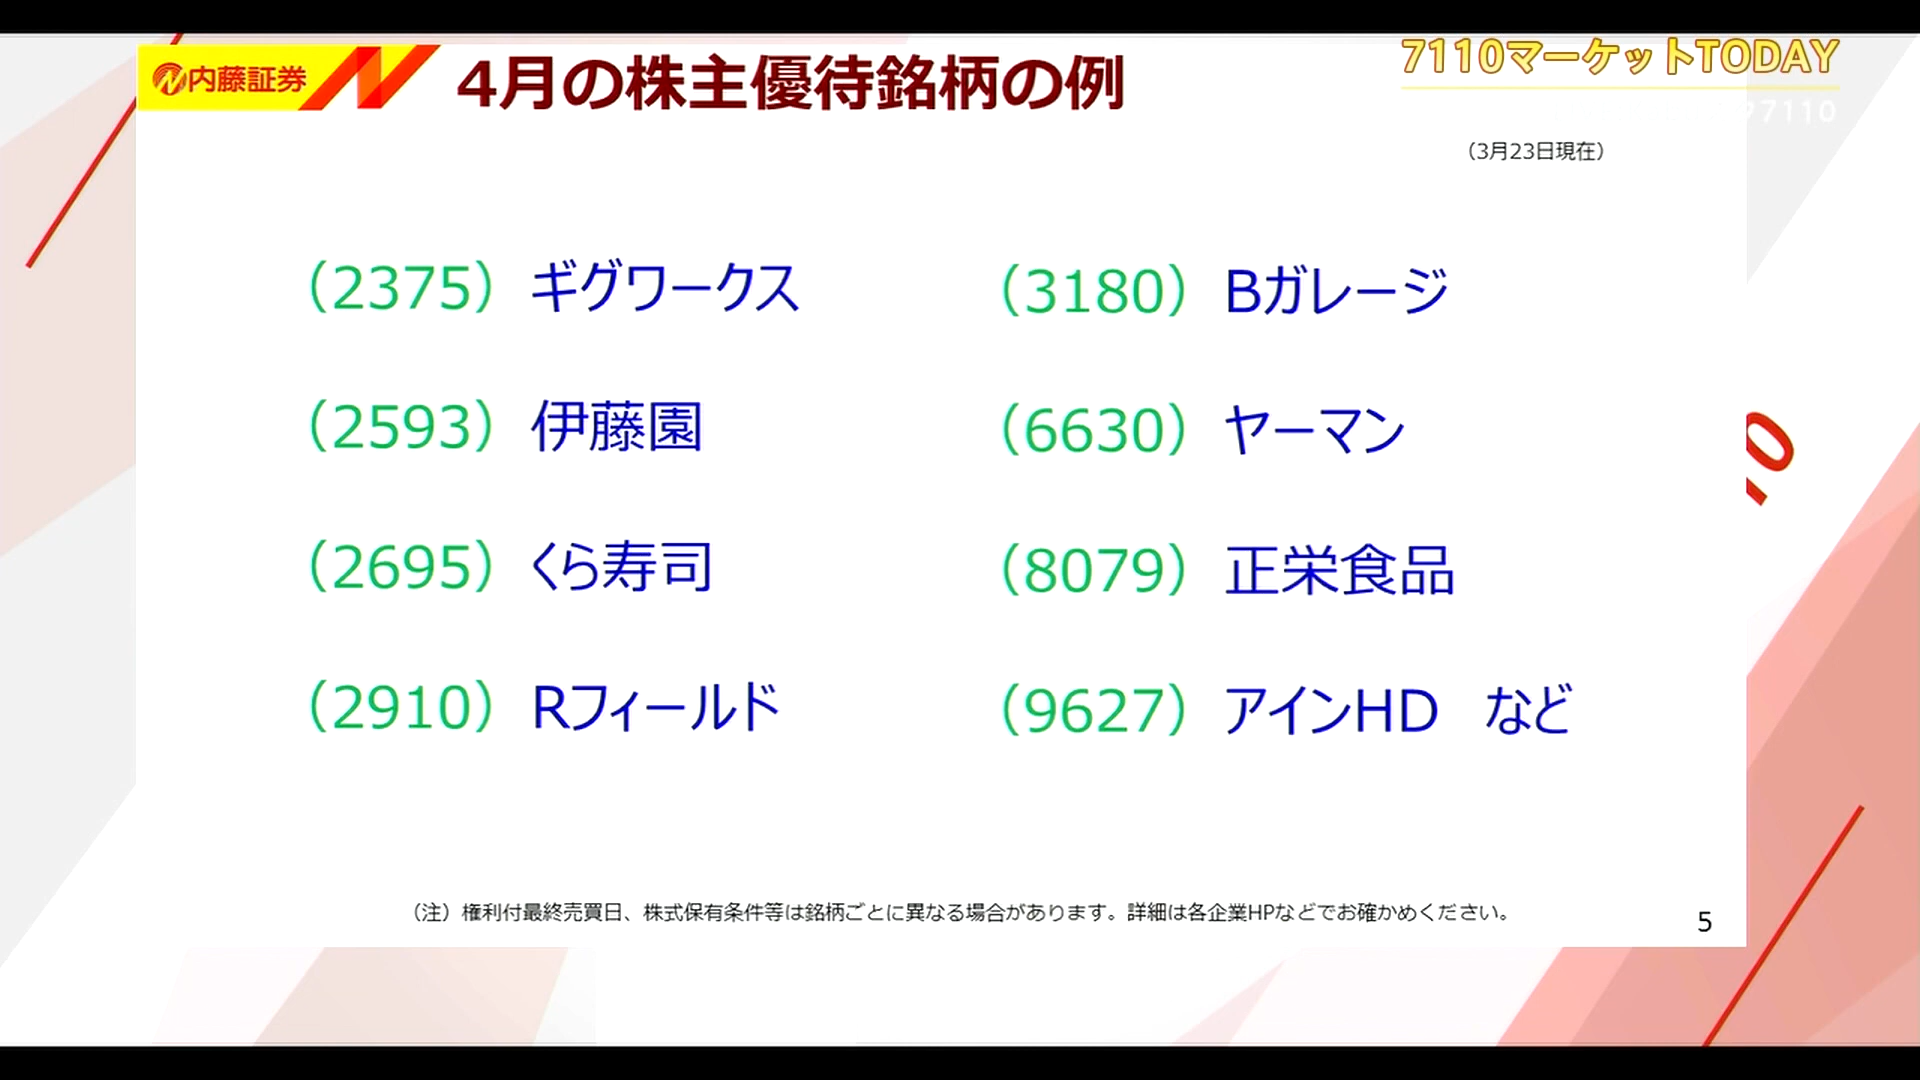 内藤証券
4月の株主優待銘柄の例
7110マーケットTODAY
7110
（3月23日現在）
（2375） ギグワークス
（2593） 伊藤園
（2695） くら寿司
（2910） Rフィールド
（3180） Bガレージ
（6630） ヤーマン
（8079） 正栄食品
（9627） アインHD　など
（注）権利付最終売買日、株式保有条件等は銘柄ごとに異なる場合があります。詳細は各企業HPなどでお確かめください。
5